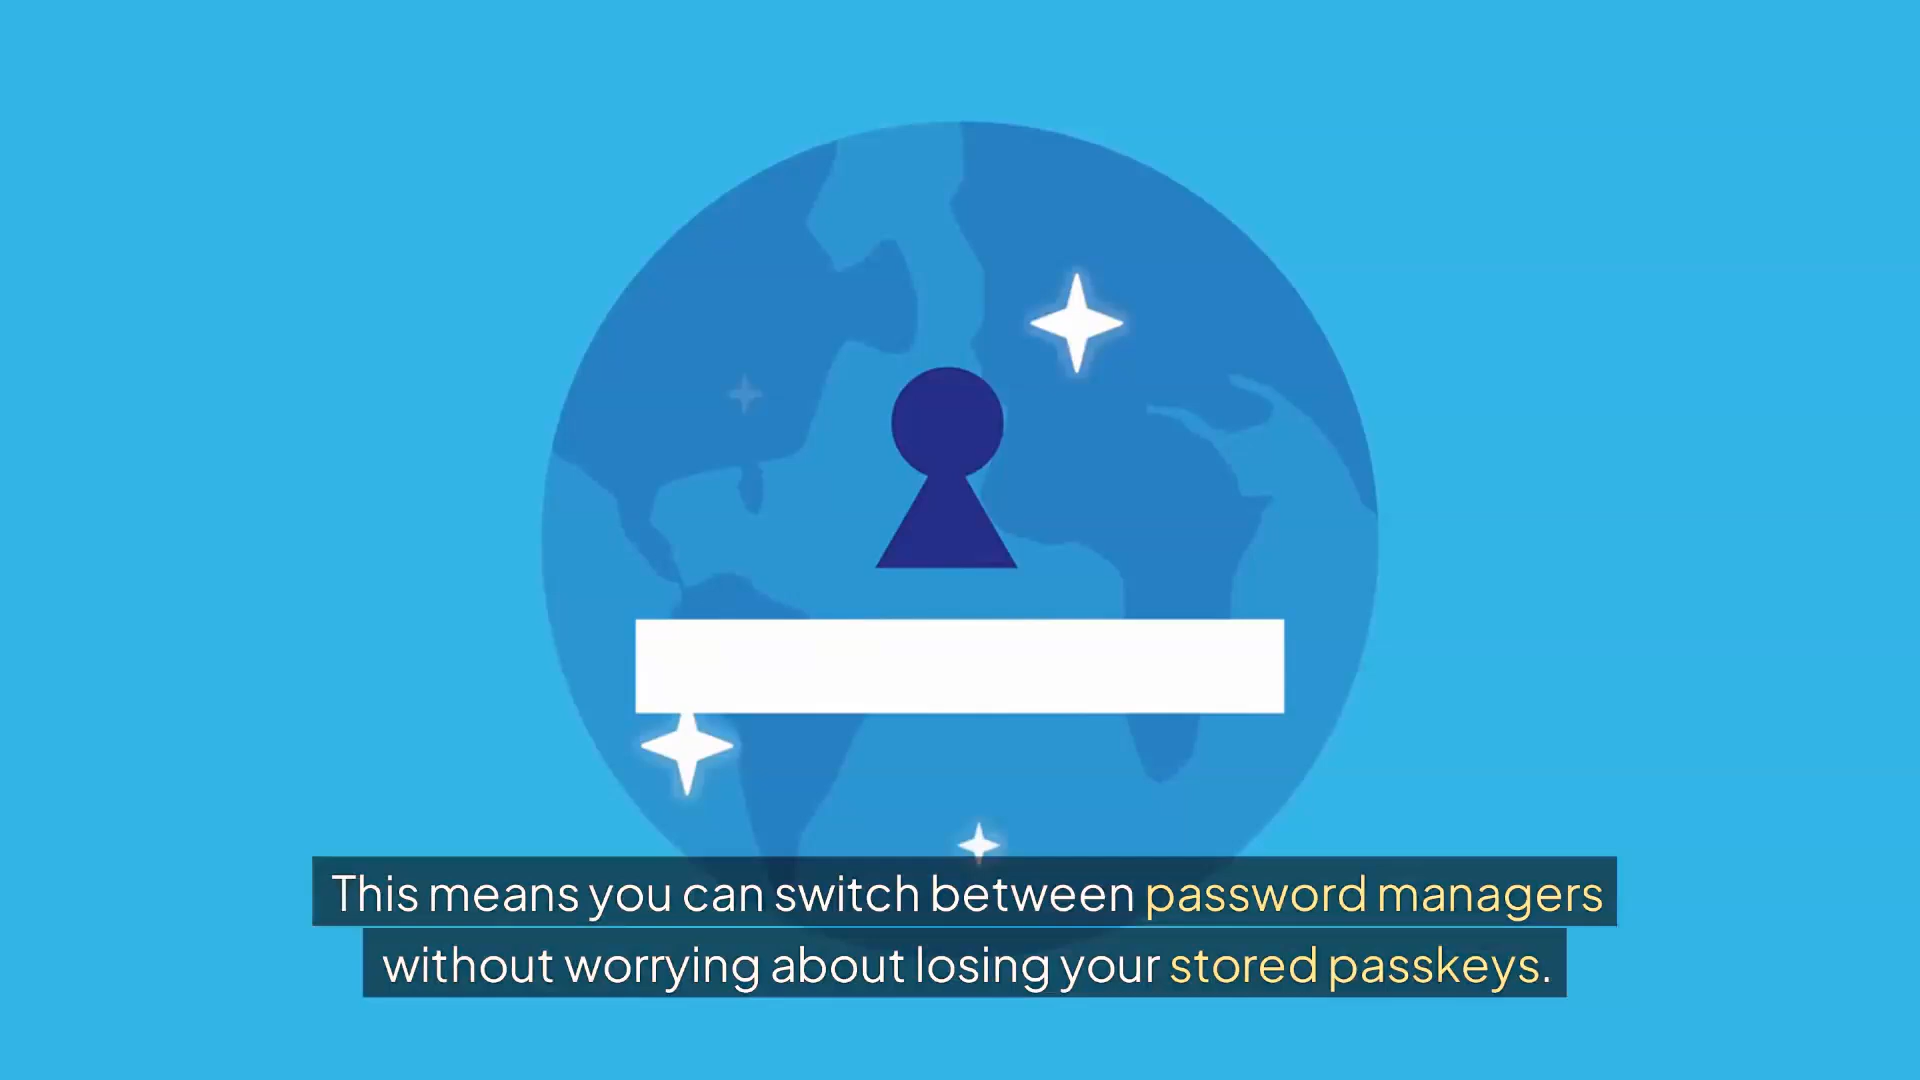 This means you can switch between password managers
without worrying about losing your stored passkeys.